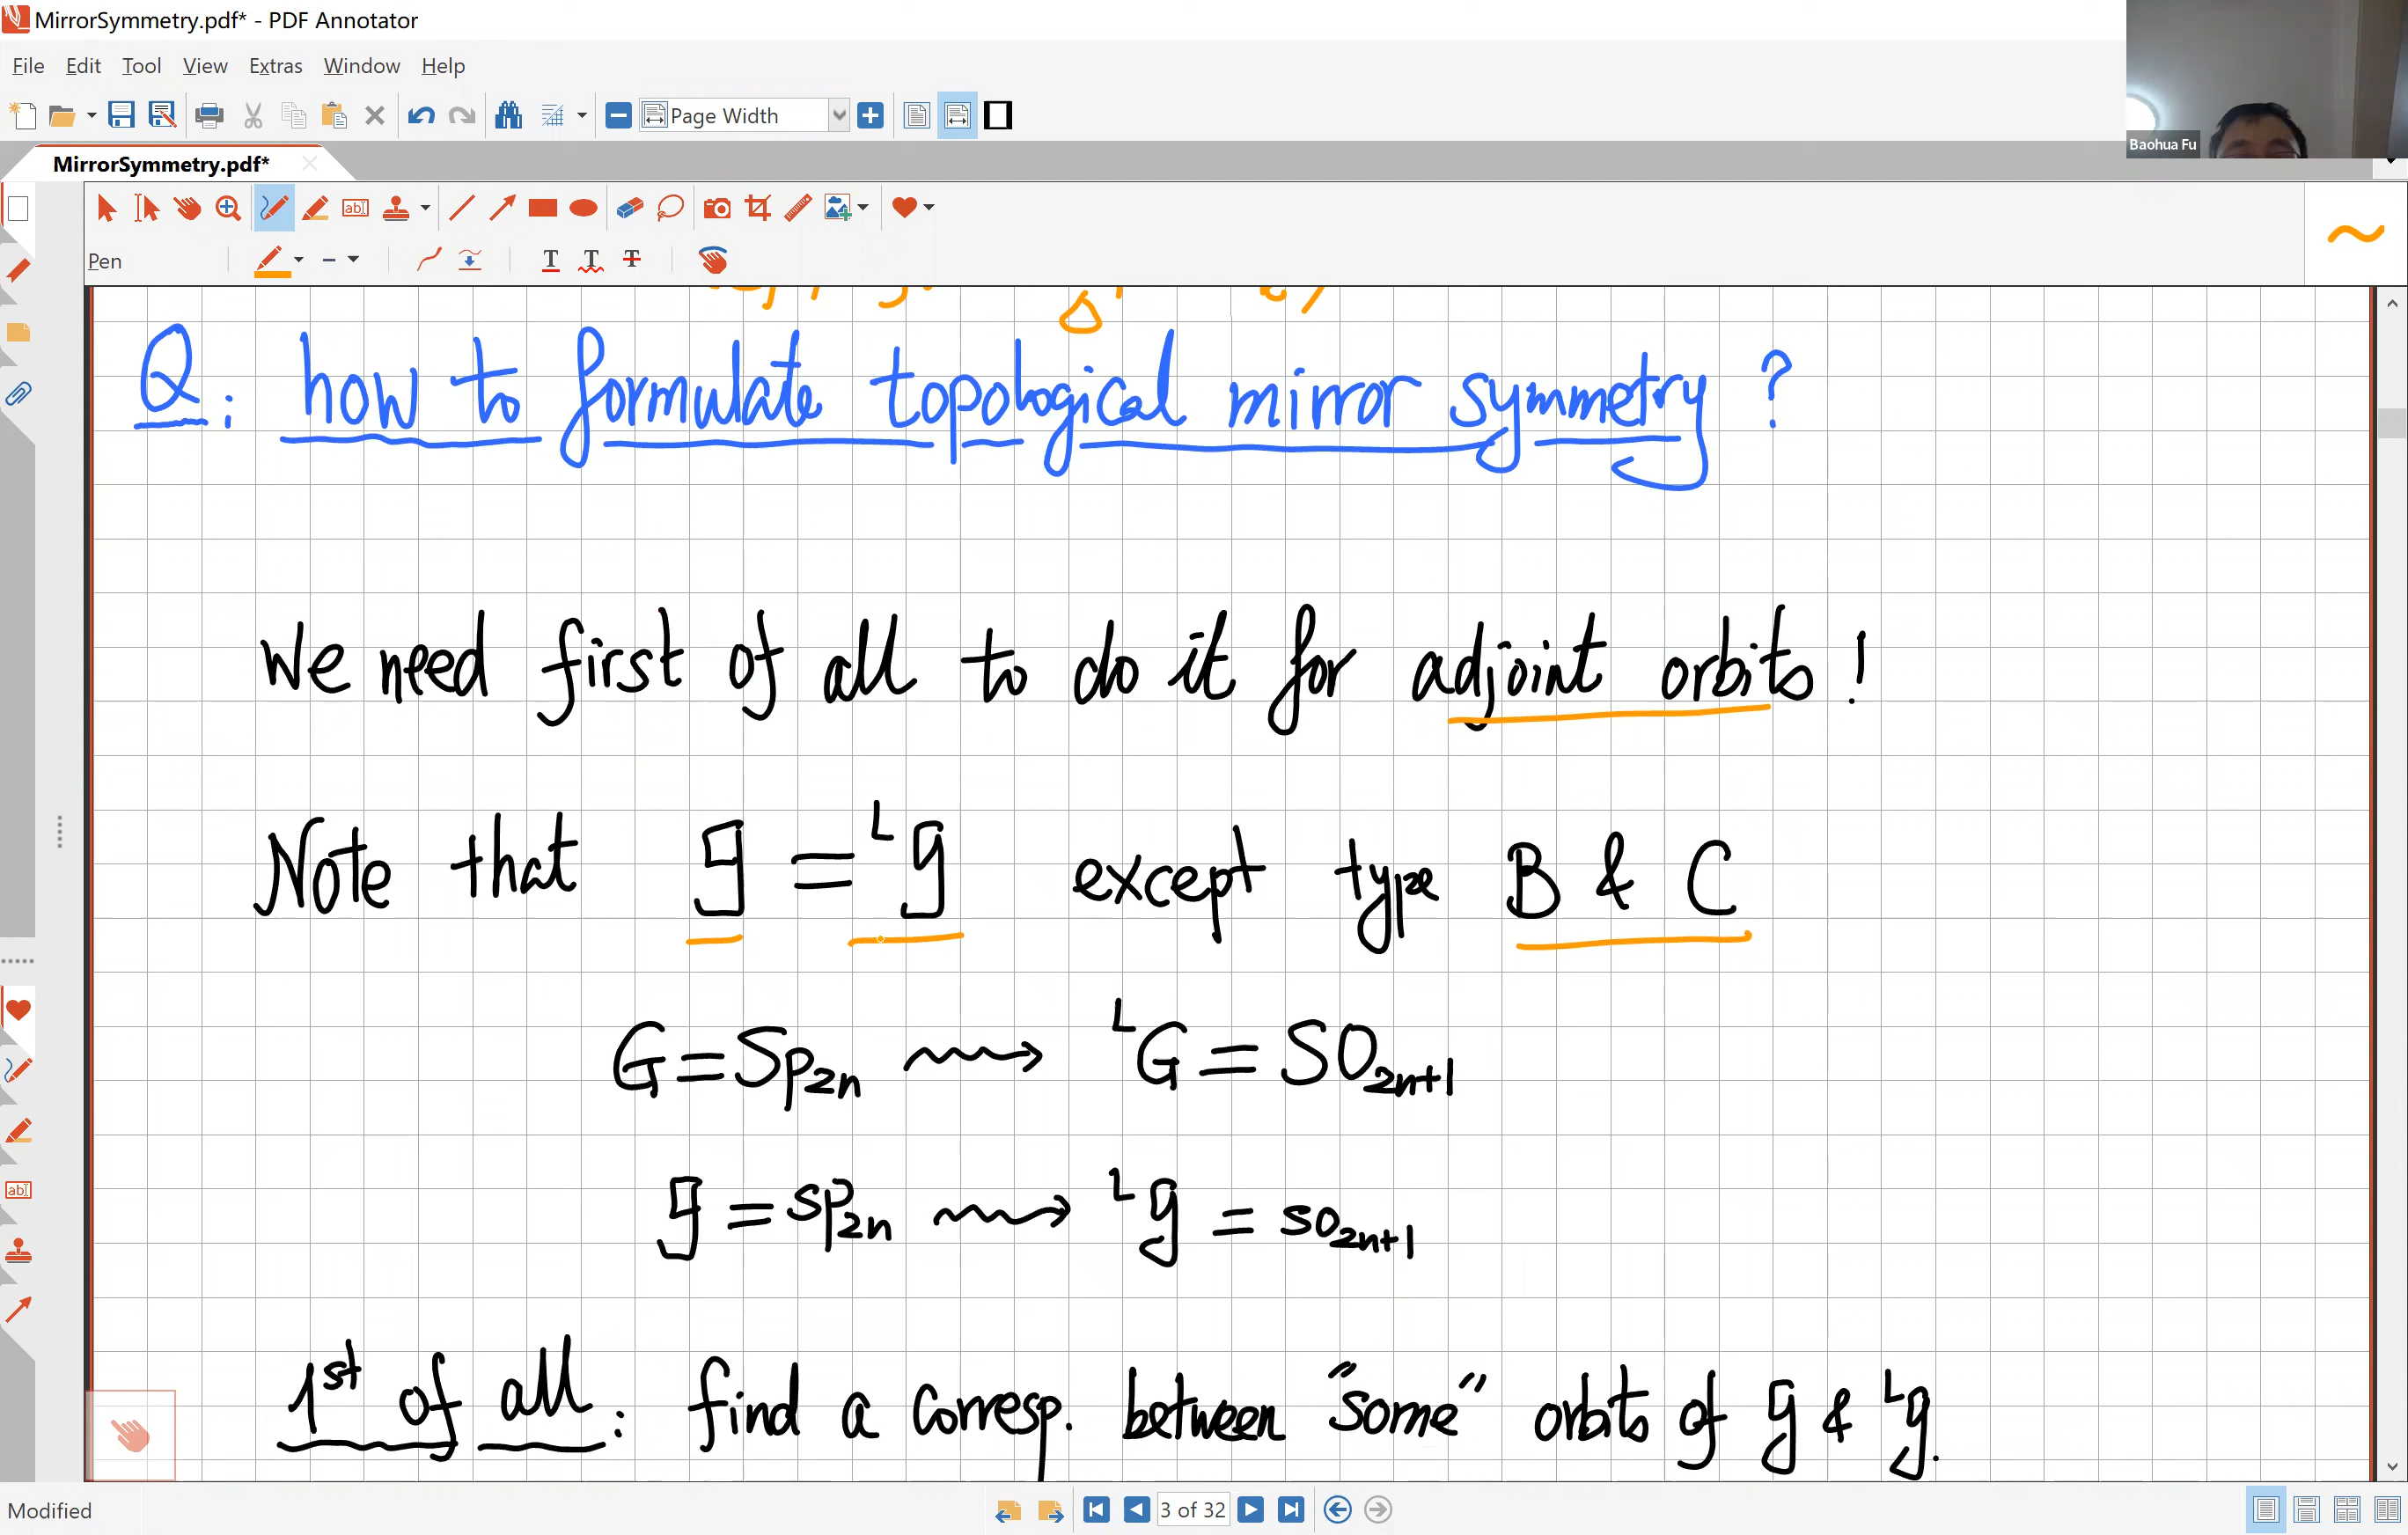 MirrorSymmetry.pdf* - PDF Annotator
File Edit Tool View Extras Window Help
Page Width
Baohua Fu
MirrorSymmetry.pdf*
Pen
Q: how to formulate topological mirror symmetry?
We need first of all to do it for adjoint orbits!
Note that 𝔤 = ᴸ𝔤 except type B & C
G = Sp₂ₙ ⇝ ᴸG = SO₂ₙ₊₁
𝔤 = sp₂ₙ ⇝ ᴸ𝔤 = so₂ₙ₊₁
1st of all: find a corresp. between "some" orbits of 𝔤 & ᴸ𝔤.
Modified
3 of 32